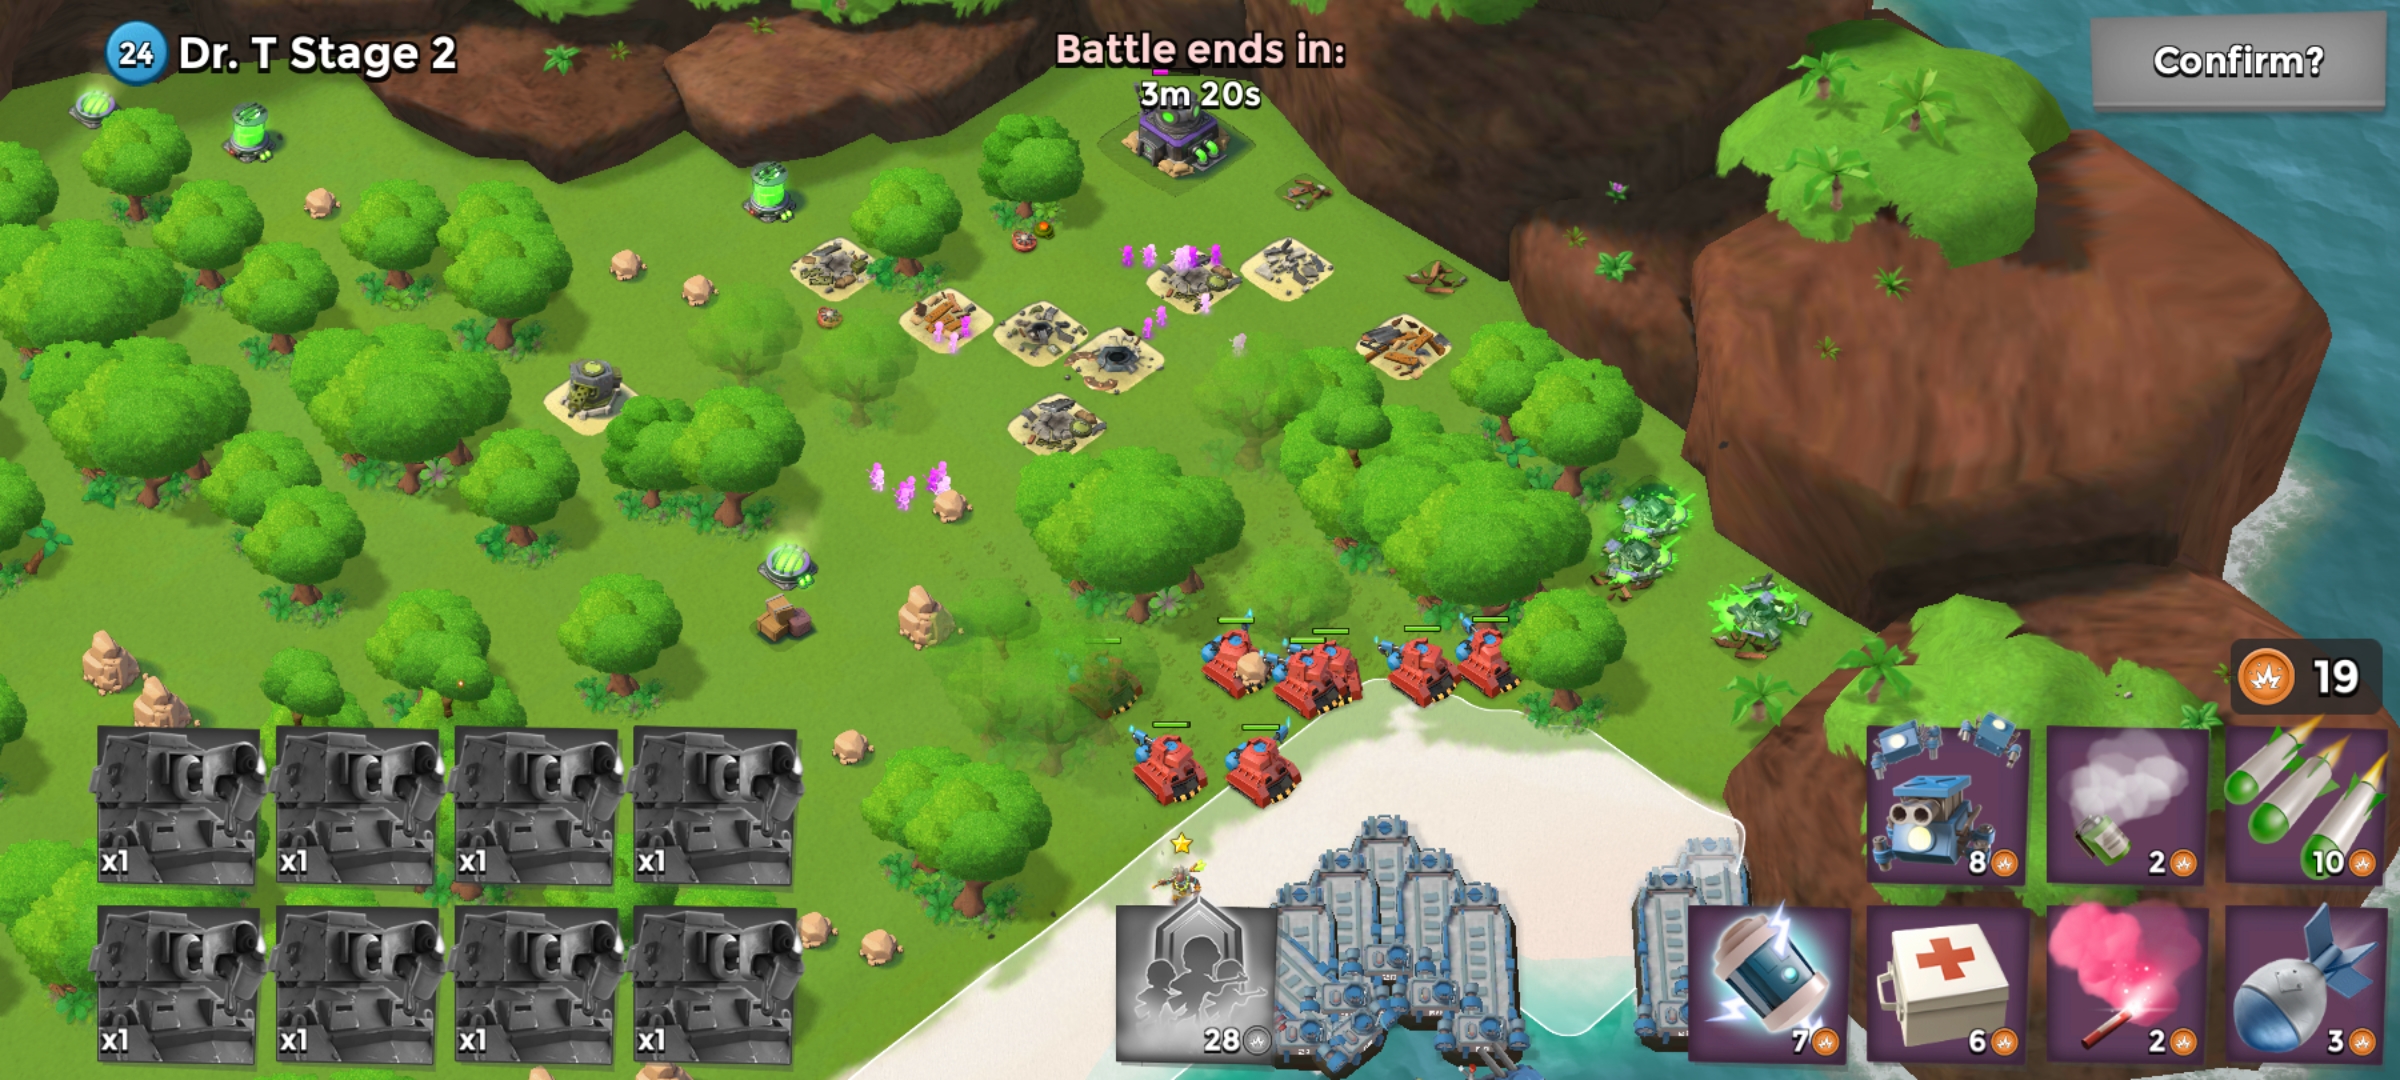 24 Dr. T Stage 2
Battle ends in:
3m 20s
Confirm?
19
x1 x1 x1 x1
8 2 10
x1 x1 x1 x1
28 7 6 2 3